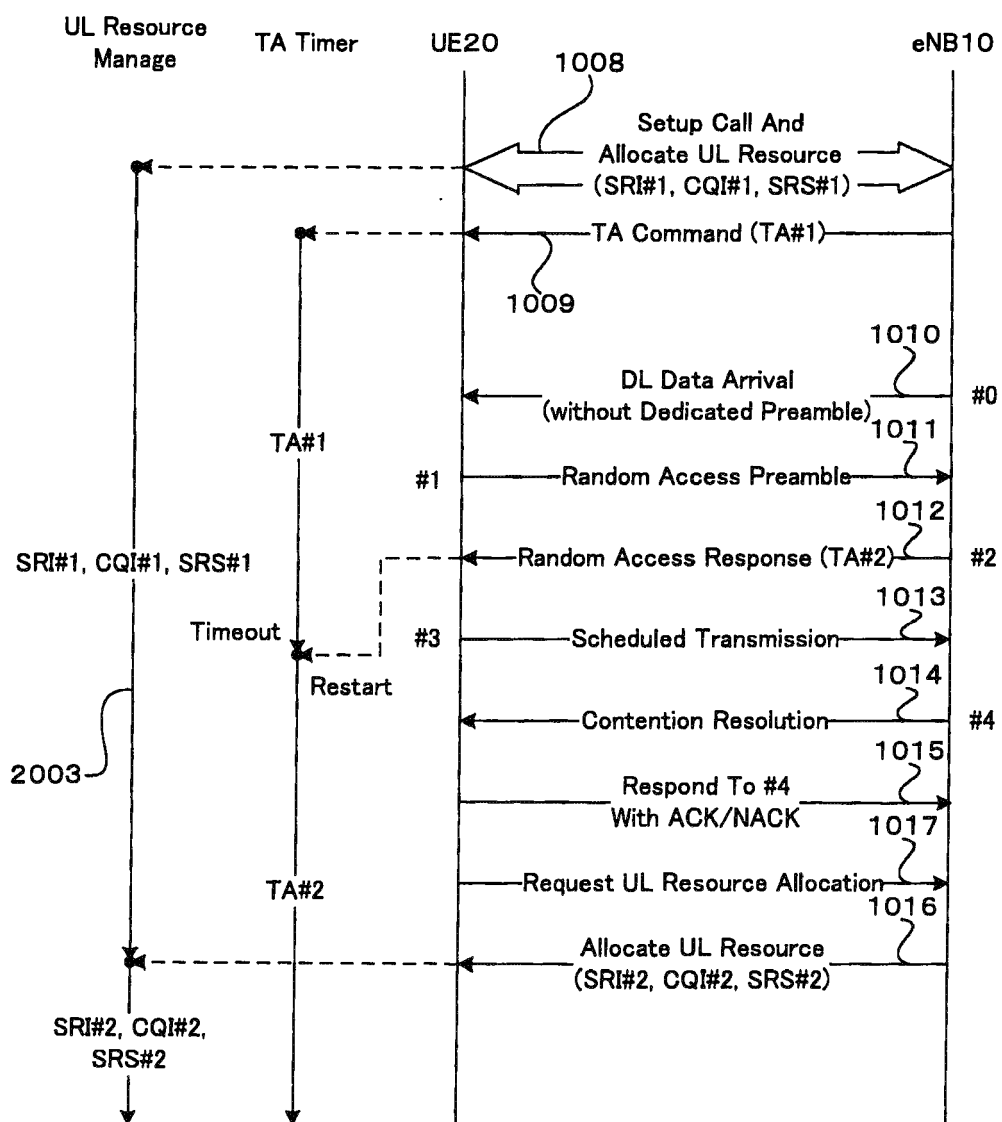 UL Resource
Manage
TA Timer
UE20
eNB10
1008
Setup Call And
Allocate UL Resource
(SRI#1, CQI#1, SRS#1)
TA Command (TA#1)
1009
1010
DL Data Arrival
(without Dedicated Preamble)
#0
TA#1
1011
#1
Random Access Preamble
1012
SRI#1, CQI#1, SRS#1
Random Access Response (TA#2)
#2
1013
Timeout
#3
Scheduled Transmission
Restart
1014
Contention Resolution
#4
2003
1015
Respond To #4
With ACK/NACK
1017
TA#2
Request UL Resource Allocation
1016
Allocate UL Resource
(SRI#2, CQI#2, SRS#2)
SRI#2, CQI#2,
SRS#2